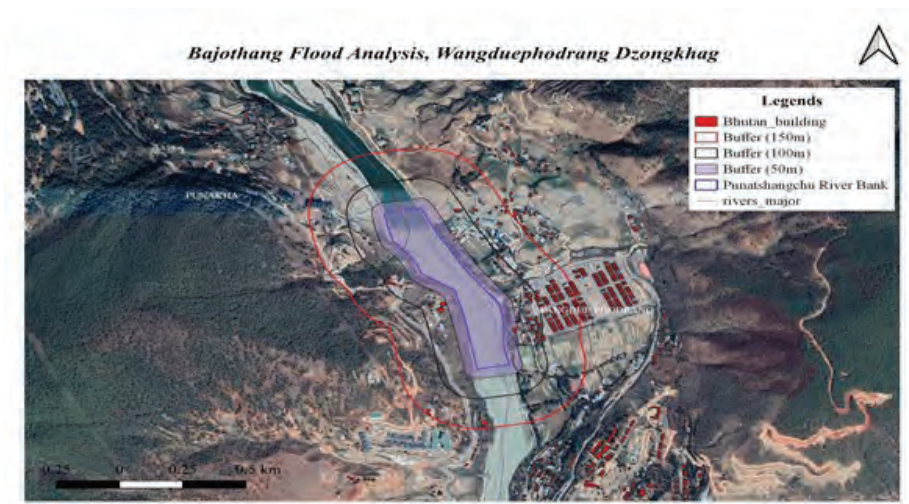 Bajothang Flood Analysis, Wangduephodrang Dzongkhag
Legends
Bhutan_building
Buffer (150m)
Buffer (100m)
Buffer (50m)
Punatshangchu River Bank
rivers_major
PUNAKHA
0.25 0 0.25 0.5 km